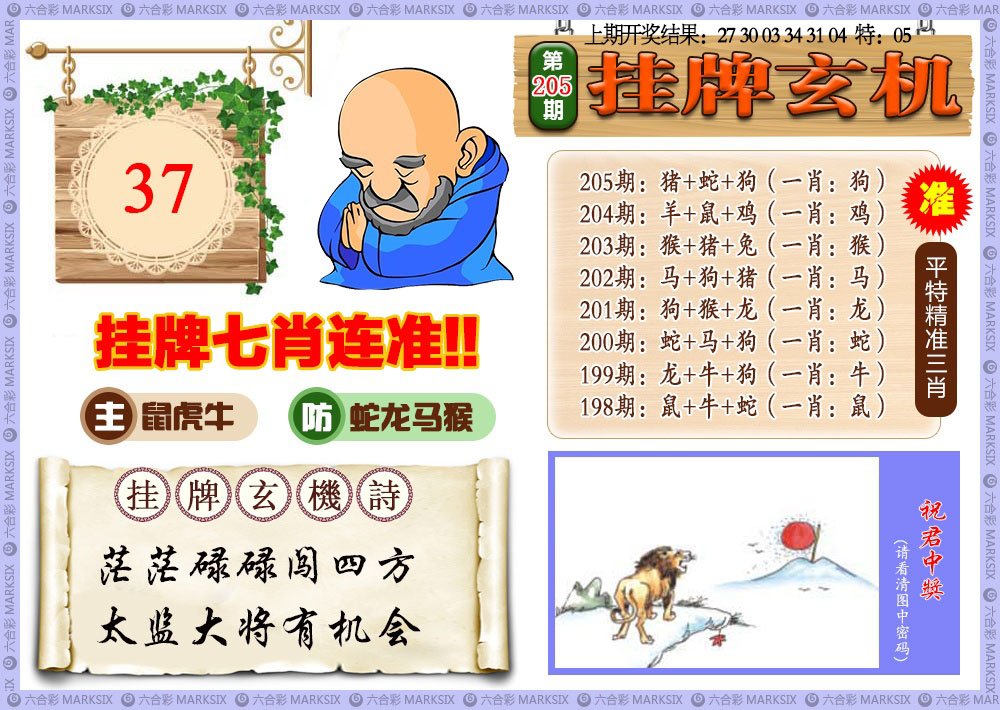 上期开奖结果：27 30 03 34 31 04 特：05
第
205
期
挂牌玄机
37
挂牌七肖连准!!
主 鼠虎牛
防 蛇龙马猴
挂牌玄機詩
茫茫碌碌闯四方
太监大将有机会
205期：猪+蛇+狗（一肖：狗）
204期：羊+鼠+鸡（一肖：鸡）
203期：猴+猪+兔（一肖：猴）
202期：马+狗+猪（一肖：马）
201期：狗+猴+龙（一肖：龙）
200期：蛇+马+狗（一肖：蛇）
199期：龙+牛+狗（一肖：牛）
198期：鼠+牛+蛇（一肖：鼠）
准
平特精准三肖
祝君中獎
（请看清图中密码）
六合彩 MARKSIX